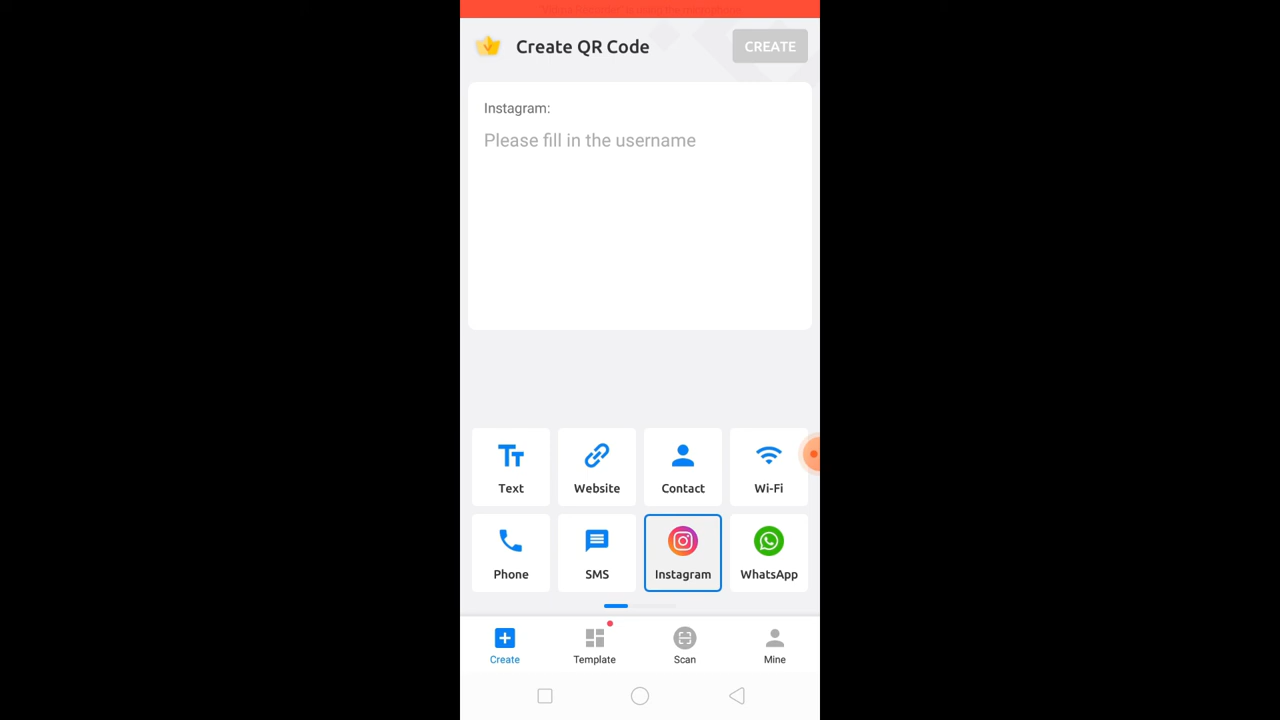 Create QR Code
CREATE
Instagram:
Please fill in the username
Text
Website
Contact
Wi-Fi
Phone
SMS
Instagram
WhatsApp
Create
Template
Scan
Mine